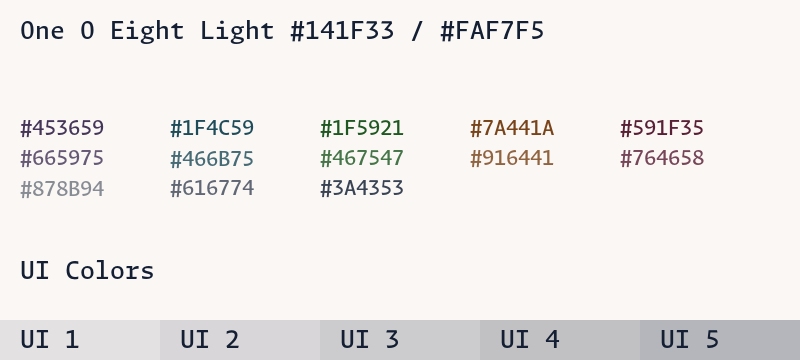 One O Eight Light #141F33 / #FAF7F5
#453659 #1F4C59 #1F5921 #7A441A #591F35
#665975 #466B75 #467547 #916441 #764658
#878B94 #616774 #3A4353
UI Colors
UI 1 UI 2 UI 3 UI 4 UI 5